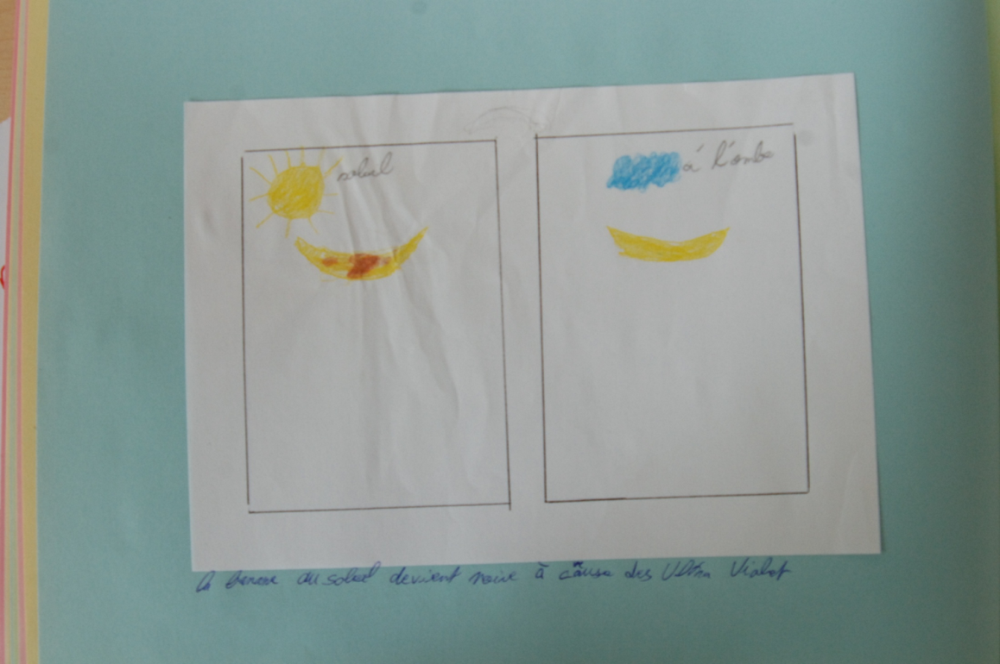 soleil
à l'ombe
la banane au soleil devient noire à cause des Ultra Violet